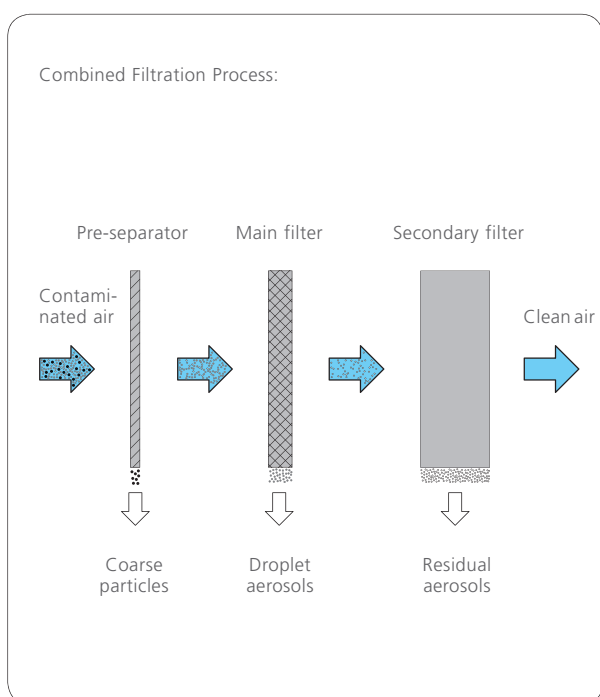 Combined Filtration Process:
Pre-separator
Main filter
Secondary filter
Contami-
nated air
Clean air
Coarse
particles
Droplet
aerosols
Residual
aerosols